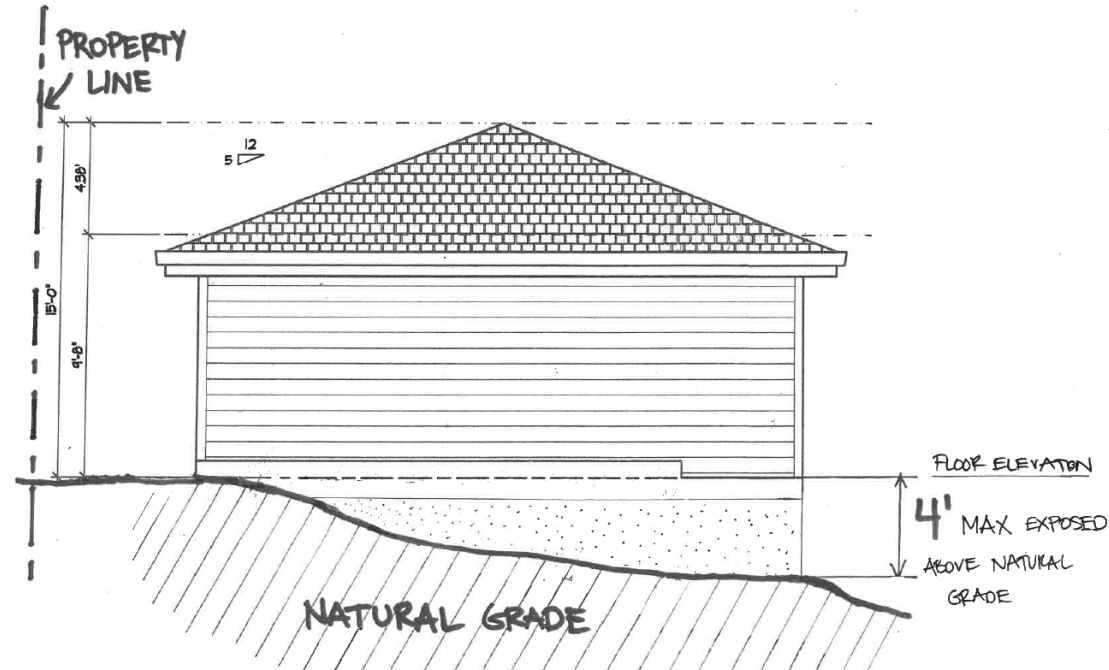 PROPERTY
LINE
12
5
4.38'
15'-0"
9'-8"
FLOOR ELEVATON
4' MAX EXPOSED
ABOVE NATURAL
GRADE
NATURAL GRADE